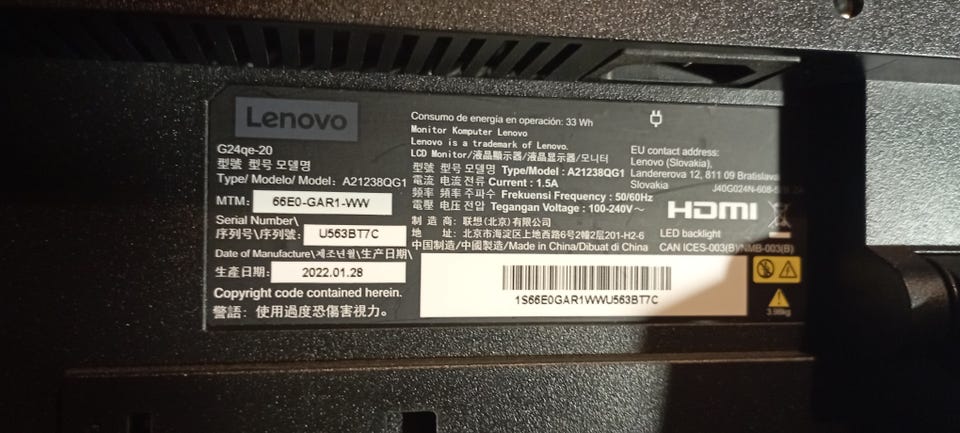 Lenovo
G24qe-20
型號 型号 모델명
Type/ Modelo/ Model: A21238QG1
MTM: 66E0-GAR1-WW
Serial Number\
序列号\序列號: U563BT7C
Date of Manufacture\제조년월\生产日期\
生產日期: 2022.01.28
Copyright code contained herein.
警語: 使用過度恐傷害視力。
Consumo de energía en operación: 33 Wh
Monitor Komputer Lenovo
Lenovo is a trademark of Lenovo.
LCD Monitor/液晶顯示器/液晶显示器/모니터
型號 型号 모델명 Type/Model : A21238QG1
電流 电流 전류 Current : 1.5A
頻率 频率 주파수 Frekuensi Frequency : 50/60Hz
電壓 电压 전압 Tegangan Voltage : 100-240V～
制 造 商: 联想(北京)有限公司
地 址: 北京市海淀区上地西路6号2幢2层201-H2-6
中国制造/中國製造/Made in China/Dibuat di China
1S66E0GAR1WWU563BT7C
EU contact address:
Lenovo (Slovakia),
Landererova 12, 811 09 Bratislava
Slovakia
J40G024N-608-
HDMI
LED backlight
CAN ICES-003(B)/NMB-003(B)
3.98kg